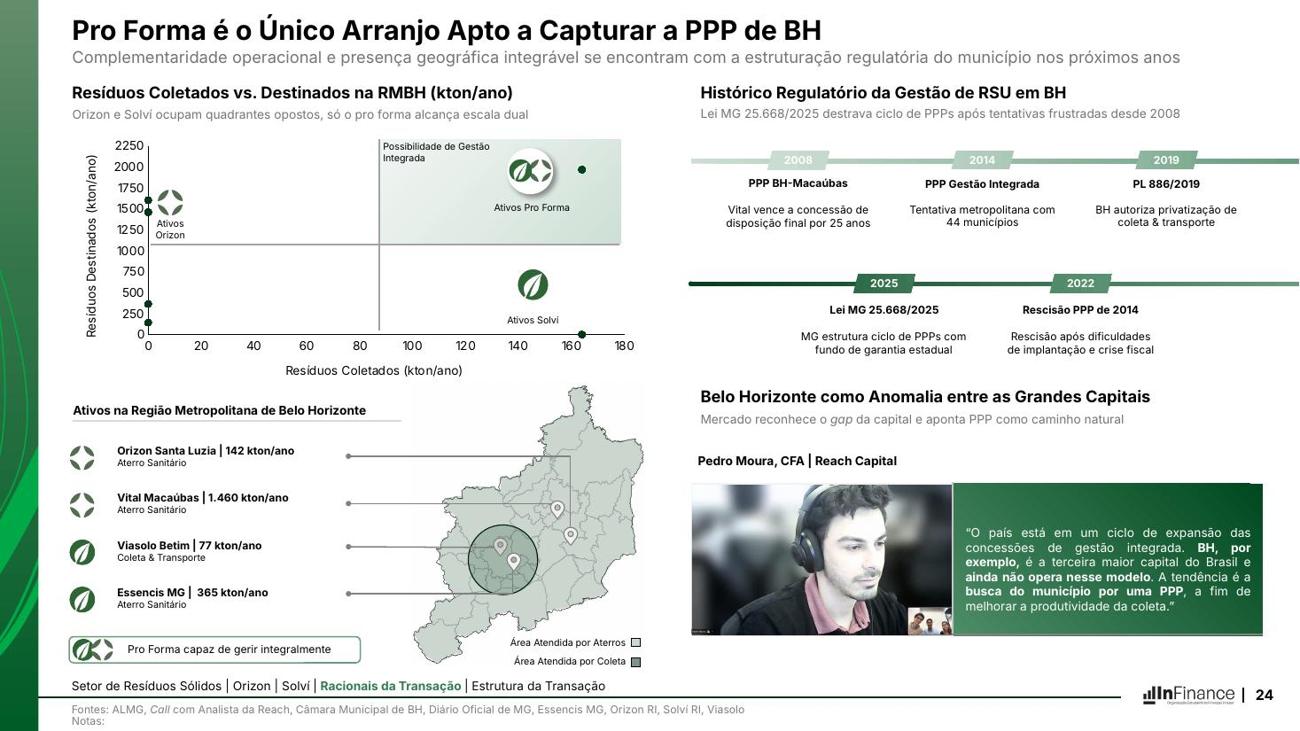 Pro Forma é o Único Arranjo Apto a Capturar a PPP de BH
Complementaridade operacional e presença geográfica integrável se encontram com a estruturação regulatória do município nos próximos anos
Resíduos Coletados vs. Destinados na RMBH (kton/ano)
Orizon e Solví ocupam quadrantes opostos, só o pro forma alcança escala dual
Resíduos Destinados (kton/ano)
2250
2000
1750
1500
1250
1000
750
500
250
0
Possibilidade de Gestão
Integrada
Ativos
Orizon
Ativos Pro Forma
Ativos Solví
0 20 40 60 80 100 120 140 160 180
Resíduos Coletados (kton/ano)
Ativos na Região Metropolitana de Belo Horizonte
Orizon Santa Luzia | 142 kton/ano
Aterro Sanitário
Vital Macaúbas | 1.460 kton/ano
Aterro Sanitário
Viasolo Betim | 77 kton/ano
Coleta & Transporte
Essencis MG | 365 kton/ano
Aterro Sanitário
Pro Forma capaz de gerir integralmente
Área Atendida por Aterros
Área Atendida por Coleta
Histórico Regulatório da Gestão de RSU em BH
Lei MG 25.668/2025 destrava ciclo de PPPs após tentativas frustradas desde 2008
2008
PPP BH-Macaúbas
Vital vence a concessão de
disposição final por 25 anos
2014
PPP Gestão Integrada
Tentativa metropolitana com
44 municípios
2019
PL 886/2019
BH autoriza privatização de
coleta & transporte
2025
Lei MG 25.668/2025
MG estrutura ciclo de PPPs com
fundo de garantia estadual
2022
Rescisão PPP de 2014
Rescisão após dificuldades
de implantação e crise fiscal
Belo Horizonte como Anomalia entre as Grandes Capitais
Mercado reconhece o gap da capital e aponta PPP como caminho natural
Pedro Moura, CFA | Reach Capital
“O país está em um ciclo de expansão das
concessões de gestão integrada. BH, por
exemplo, é a terceira maior capital do Brasil e
ainda não opera nesse modelo. A tendência é a
busca do município por uma PPP, a fim de
melhorar a produtividade da coleta.”
Setor de Resíduos Sólidos | Orizon | Solví | Racionais da Transação | Estrutura da Transação
InFinance | 24
Fontes: ALMG, Call com Analista da Reach, Câmara Municipal de BH, Diário Oficial de MG, Essencis MG, Orizon RI, Solví RI, Viasolo
Notas: